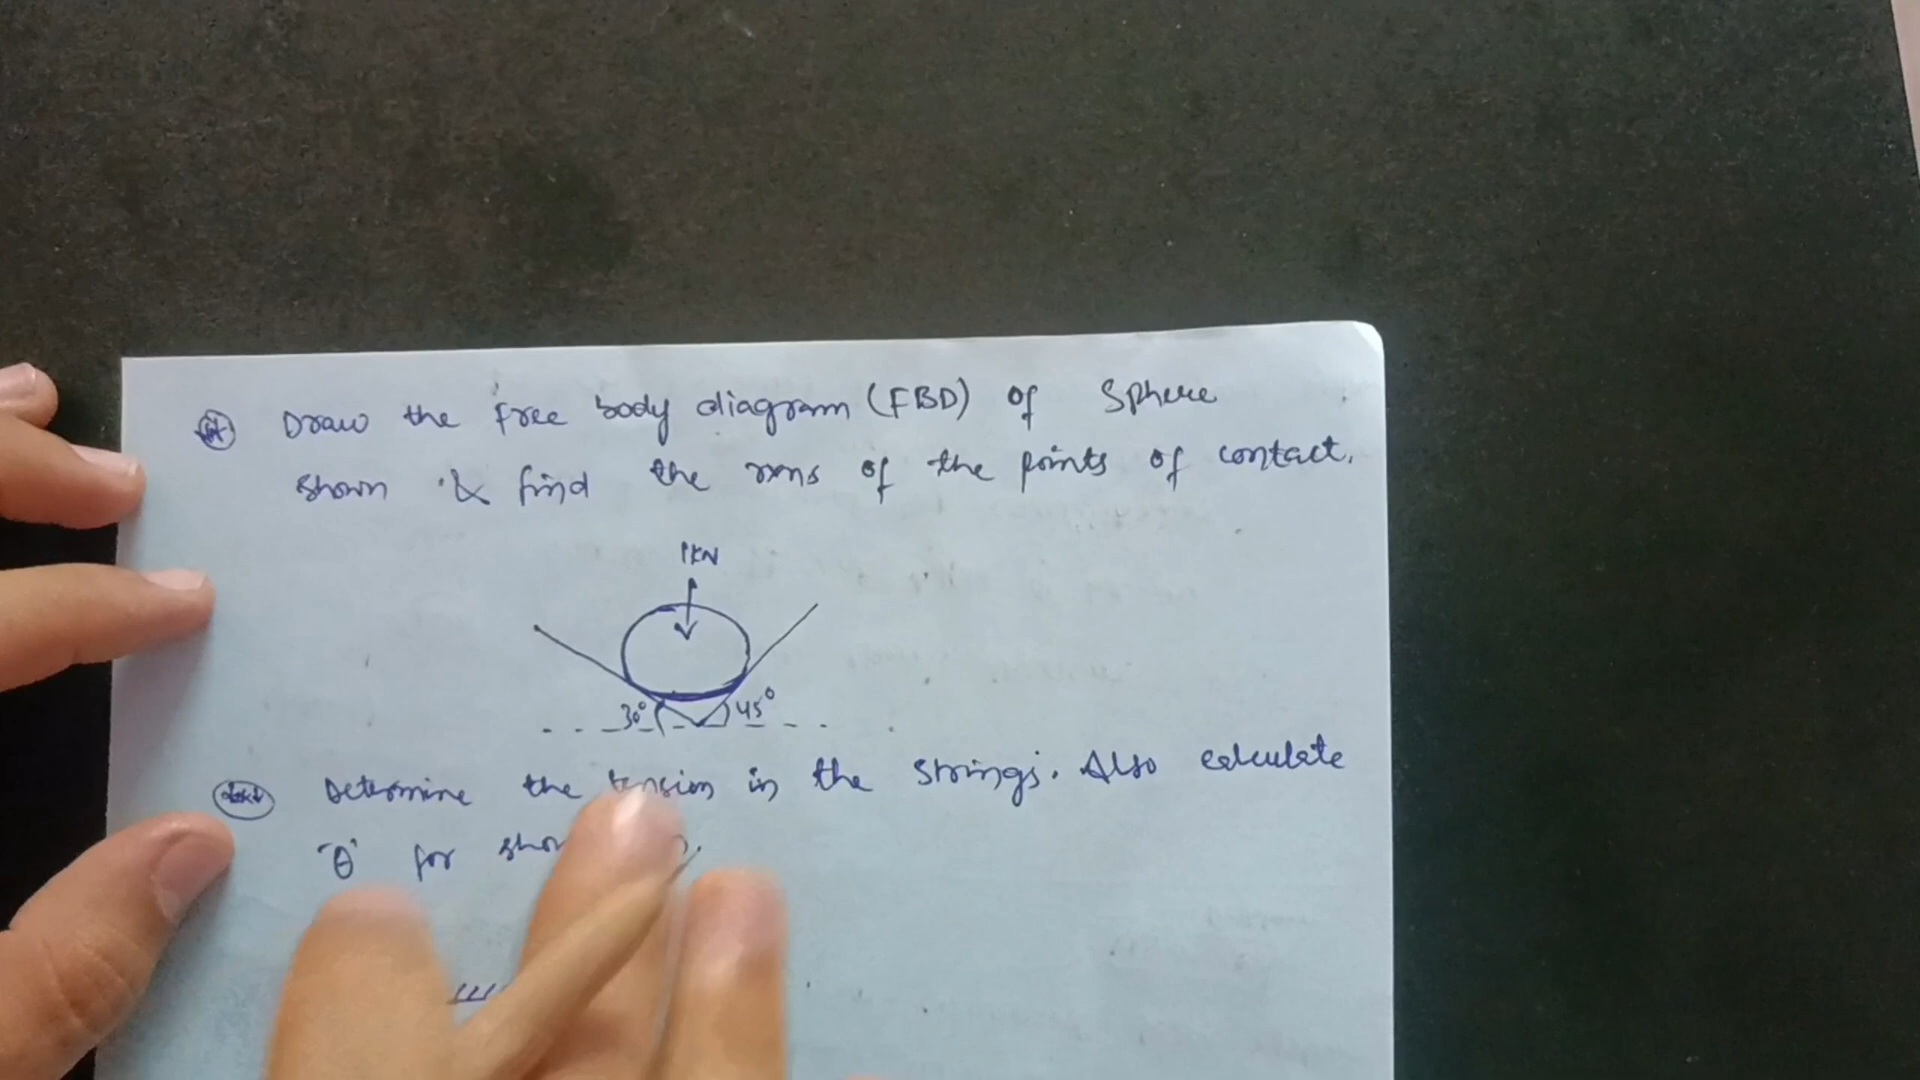 Draw the free body diagram (FBD) of Sphere
shown & find the rxns of the points of contact.
1KN
30° 45°
Determine the tension in the strings. Also calculate
"θ" for